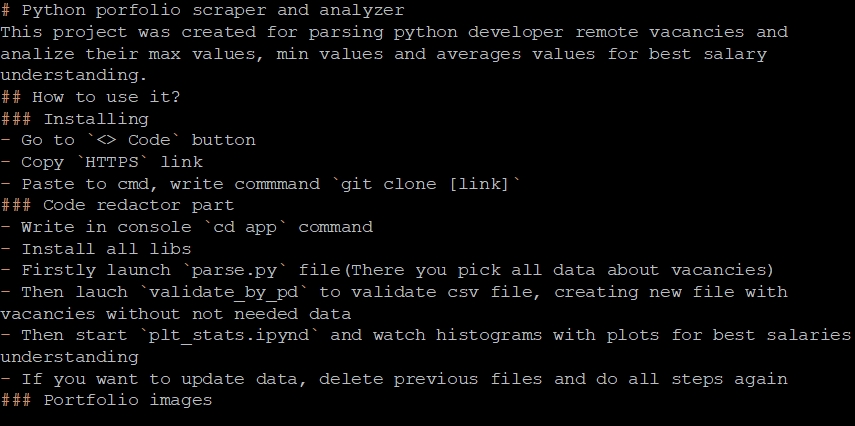 # Python porfolio scraper and analyzer
This project was created for parsing python developer remote vacancies and
analize their max values, min values and averages values for best salary
understanding.
## How to use it?
### Installing
- Go to `<> Code` button
- Copy `HTTPS` link
- Paste to cmd, write commmand `git clone [link]`
### Code redactor part
- Write in console `cd app` command
- Install all libs
- Firstly launch `parse.py` file(There you pick all data about vacancies)
- Then lauch `validate_by_pd` to validate csv file, creating new file with
vacancies without not needed data
- Then start `plt_stats.ipynd` and watch histograms with plots for best salaries
understanding
- If you want to update data, delete previous files and do all steps again
### Portfolio images